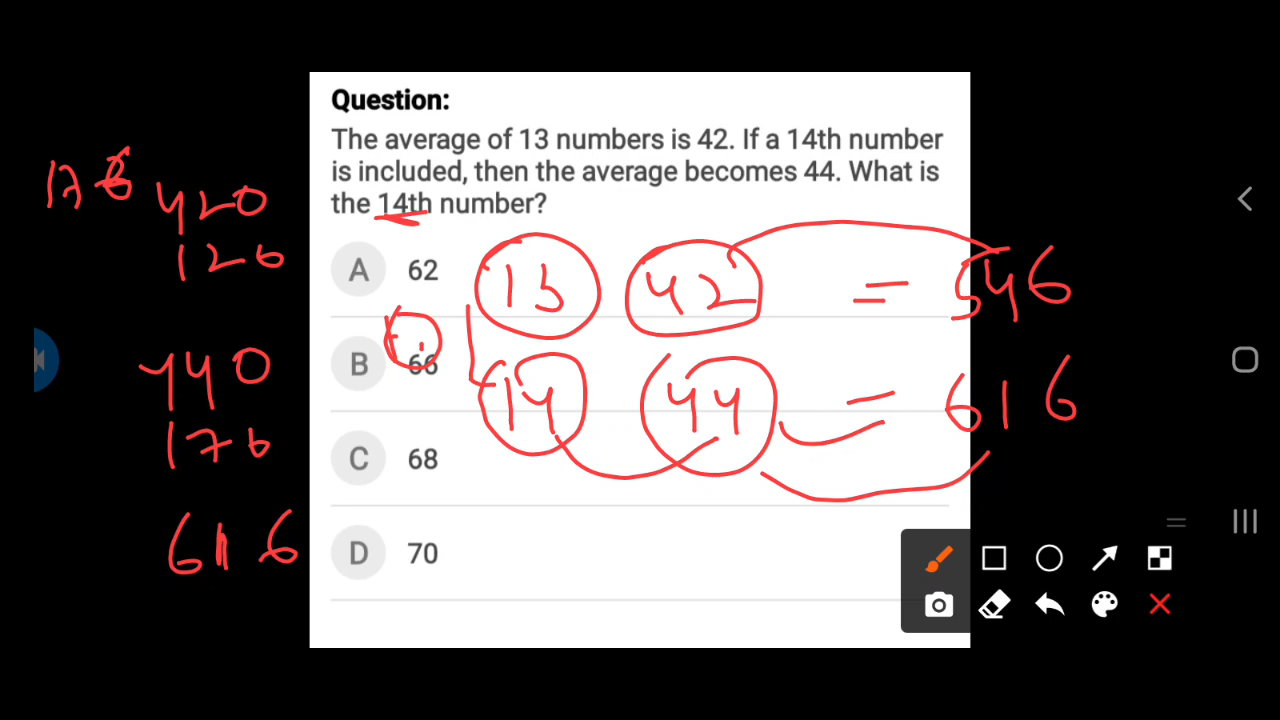 Question:
The average of 13 numbers is 42. If a 14th number
is included, then the average becomes 44. What is
the 14th number?
A 62
B 66
C 68
D 70
13 42 = 546
14 44 = 616
420
126
440
176
616